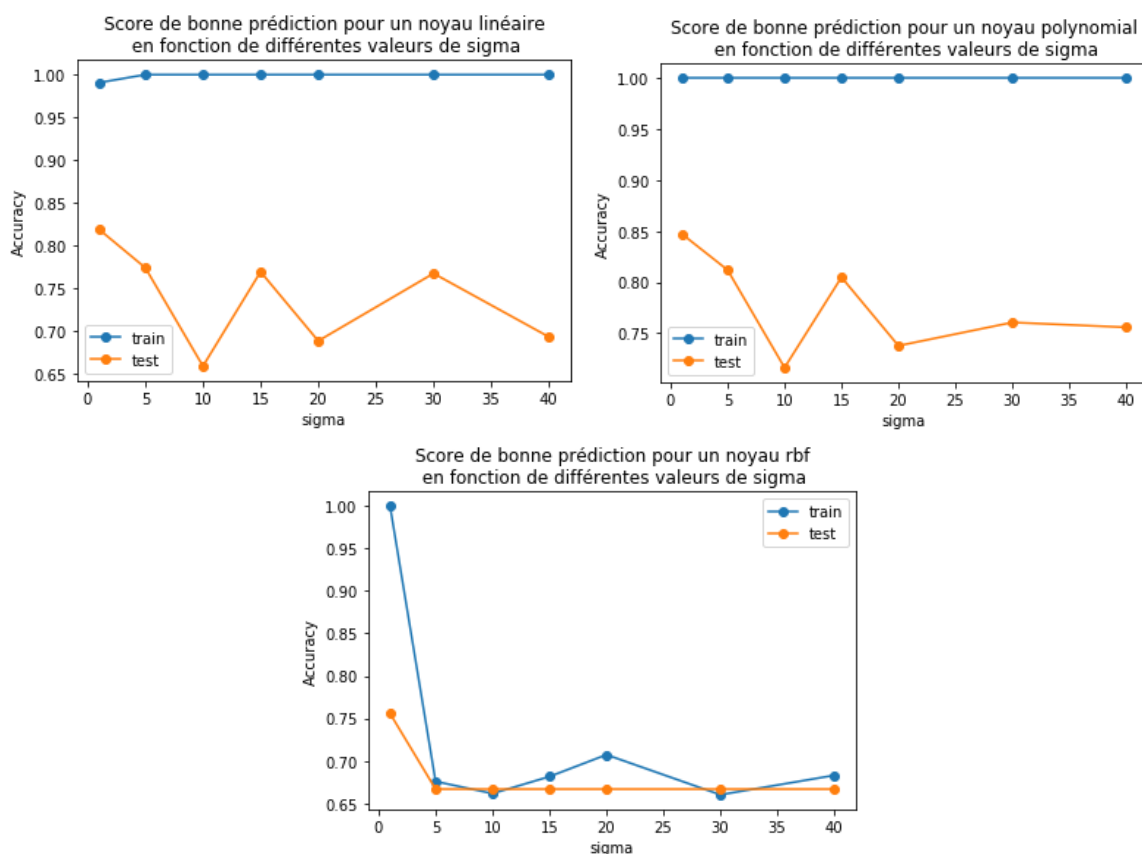 Score de bonne prédiction pour un noyau linéaire
en fonction de différentes valeurs de sigma
1.00
0.95
0.90
0.85
0.80
0.75
0.70
0.65
Accuracy
train
test
0 5 10 15 20 25 30 35 40
sigma
Score de bonne prédiction pour un noyau polynomial
en fonction de différentes valeurs de sigma
1.00
0.95
0.90
0.85
0.80
0.75
Accuracy
train
test
0 5 10 15 20 25 30 35 40
sigma
Score de bonne prédiction pour un noyau rbf
en fonction de différentes valeurs de sigma
1.00
0.95
0.90
0.85
0.80
0.75
0.70
0.65
Accuracy
train
test
0 5 10 15 20 25 30 35 40
sigma